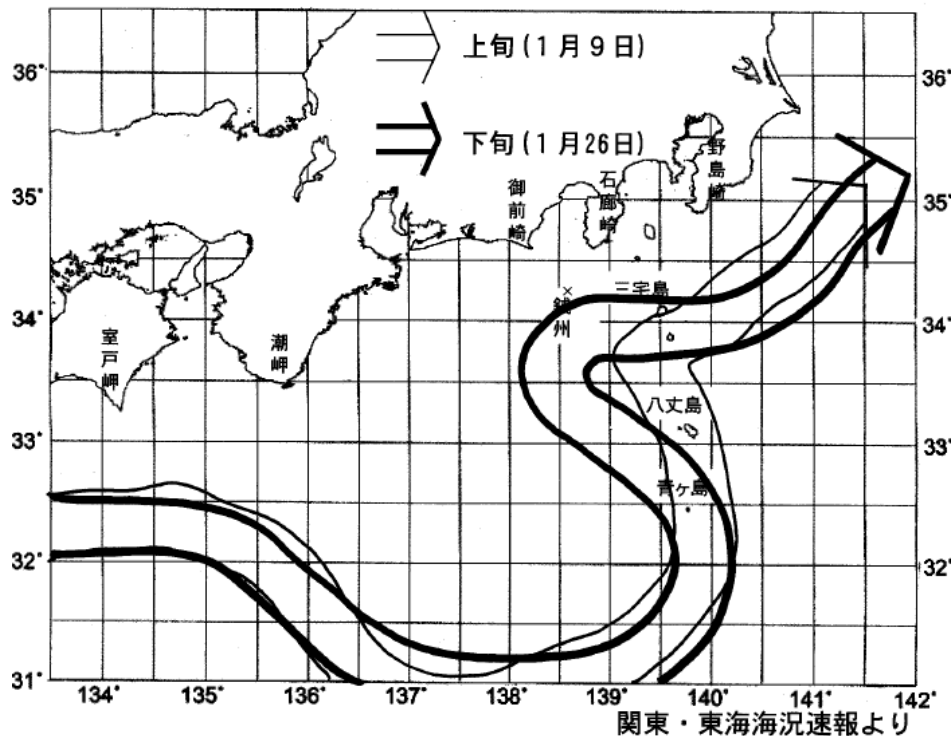 上旬(1月9日)
下旬(1月26日)
36°
36°
35°
35°
34°
34°
33°
33°
32°
32°
31°
31°
野島崎
石廊崎
御前崎
三宅島
×
銭州
室戸岬
潮岬
八丈島
青ヶ島
134° 135° 136° 137° 138° 139° 140° 141° 142°
関東・東海海況速報より